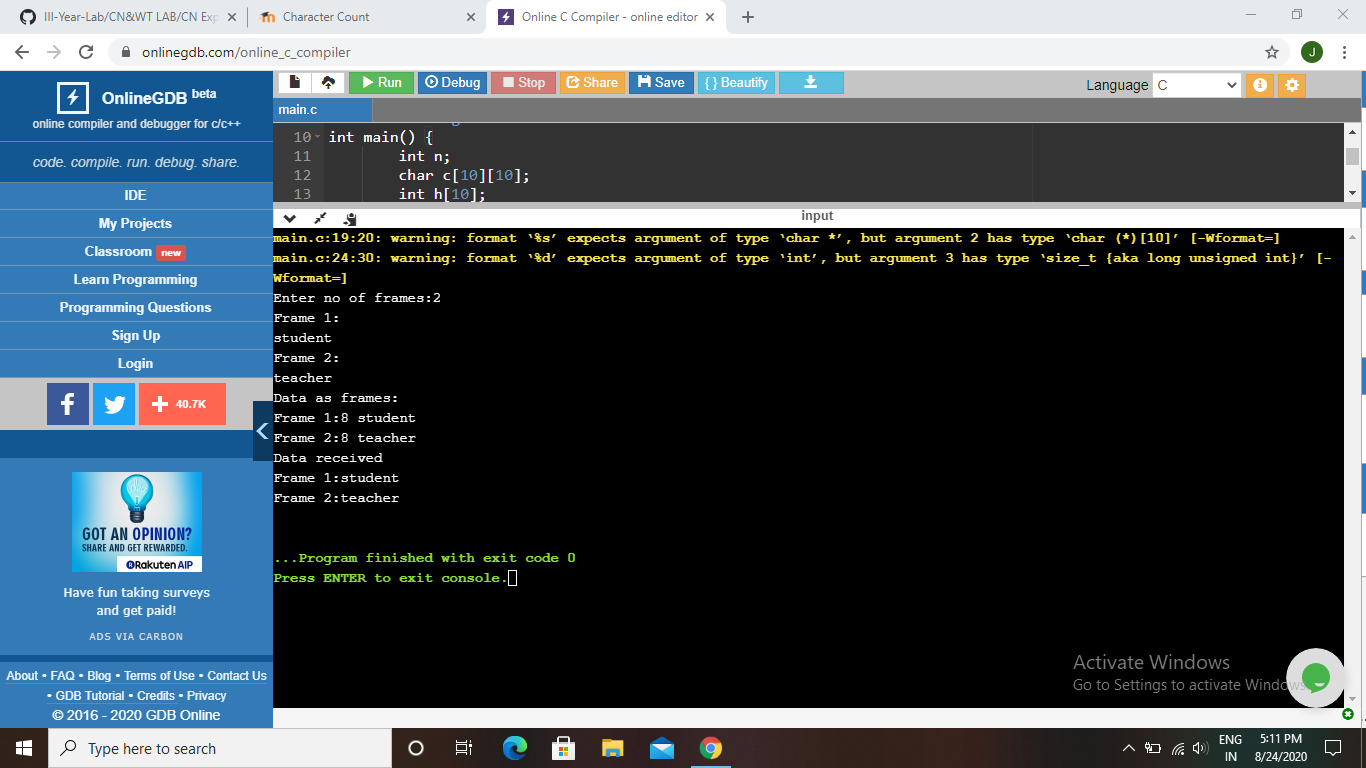 III-Year-Lab/CN&WT LAB/CN Exp
Character Count
Online C Compiler - online editor
onlinegdb.com/online_c_compiler
J
OnlineGDB beta
online compiler and debugger for c/c++
code. compile. run. debug. share.
IDE
My Projects
Classroom new
Learn Programming
Programming Questions
Sign Up
Login
40.7K
GOT AN OPINION?
SHARE AND GET REWARDED.
Rakuten AIP
Have fun taking surveys
and get paid!
ADS VIA CARBON
About • FAQ • Blog • Terms of Use • Contact Us
• GDB Tutorial • Credits • Privacy
© 2016 - 2020 GDB Online
Run Debug Stop Share Save { } Beautify
Language C
main.c
10 int main() {
11 int n;
12 char c[10][10];
13 int h[10];
input
main.c:19:20: warning: format ‘%s’ expects argument of type ‘char *’, but argument 2 has type ‘char (*)[10]’ [-Wformat=]
main.c:24:30: warning: format ‘%d’ expects argument of type ‘int’, but argument 3 has type ‘size_t {aka long unsigned int}’ [-
Wformat=]
Enter no of frames:2
Frame 1:
student
Frame 2:
teacher
Data as frames:
Frame 1:8 student
Frame 2:8 teacher
Data received
Frame 1:student
Frame 2:teacher
...Program finished with exit code 0
Press ENTER to exit console.
Activate Windows
Go to Settings to activate Windows.
Type here to search
ENG
IN
5:11 PM
8/24/2020